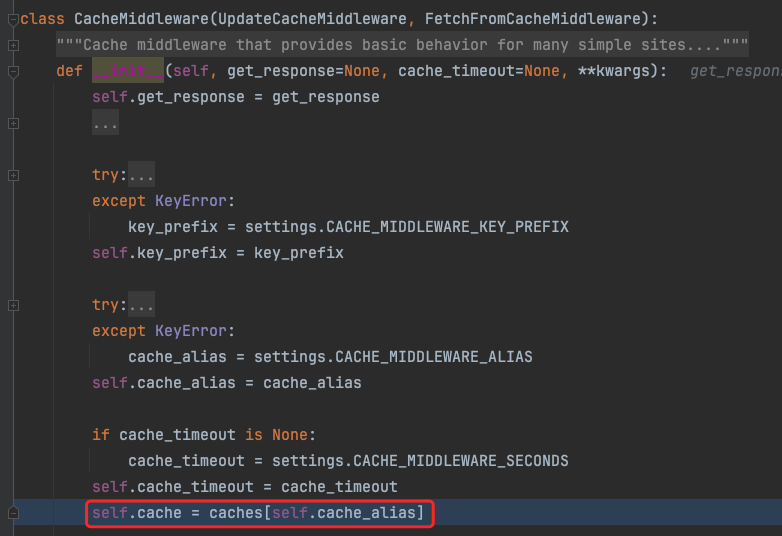 class CacheMiddleware(UpdateCacheMiddleware, FetchFromCacheMiddleware):
"""Cache middleware that provides basic behavior for many simple sites...."""
def __init__(self, get_response=None, cache_timeout=None, **kwargs): get_respon
self.get_response = get_response
...
try:...
except KeyError:
key_prefix = settings.CACHE_MIDDLEWARE_KEY_PREFIX
self.key_prefix = key_prefix
try:...
except KeyError:
cache_alias = settings.CACHE_MIDDLEWARE_ALIAS
self.cache_alias = cache_alias
if cache_timeout is None:
cache_timeout = settings.CACHE_MIDDLEWARE_SECONDS
self.cache_timeout = cache_timeout
self.cache = caches[self.cache_alias]